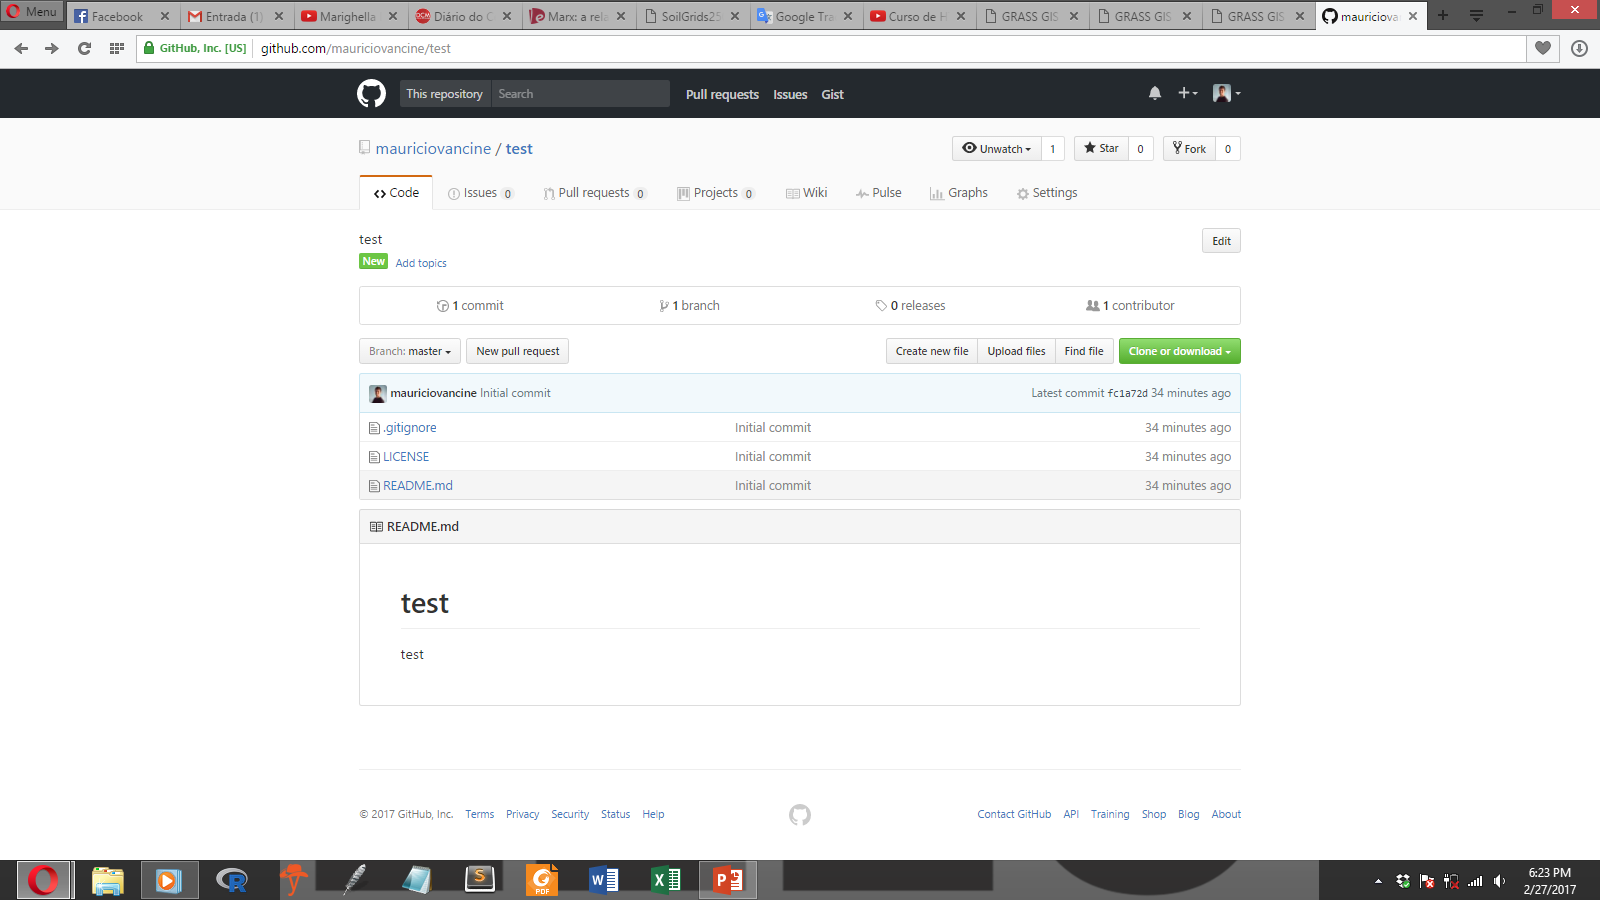 Menu Facebook Entrada (1) Marighella Diário do C Marx: a rela SoilGrids25 Google Tra Curso de H GRASS GIS GRASS GIS GRASS GIS mauriciova
GitHub, Inc. [US] github.com/mauriciovancine/test
This repository Search Pull requests Issues Gist
mauriciovancine / test Unwatch 1 Star 0 Fork 0
Code Issues 0 Pull requests 0 Projects 0 Wiki Pulse Graphs Settings
test Edit
New Add topics
1 commit 1 branch 0 releases 1 contributor
Branch: master New pull request Create new file Upload files Find file Clone or download
mauriciovancine Initial commit Latest commit fc1a72d 34 minutes ago
.gitignore Initial commit 34 minutes ago
LICENSE Initial commit 34 minutes ago
README.md Initial commit 34 minutes ago
README.md
test
test
© 2017 GitHub, Inc. Terms Privacy Security Status Help Contact GitHub API Training Shop Blog About
6:23 PM
2/27/2017